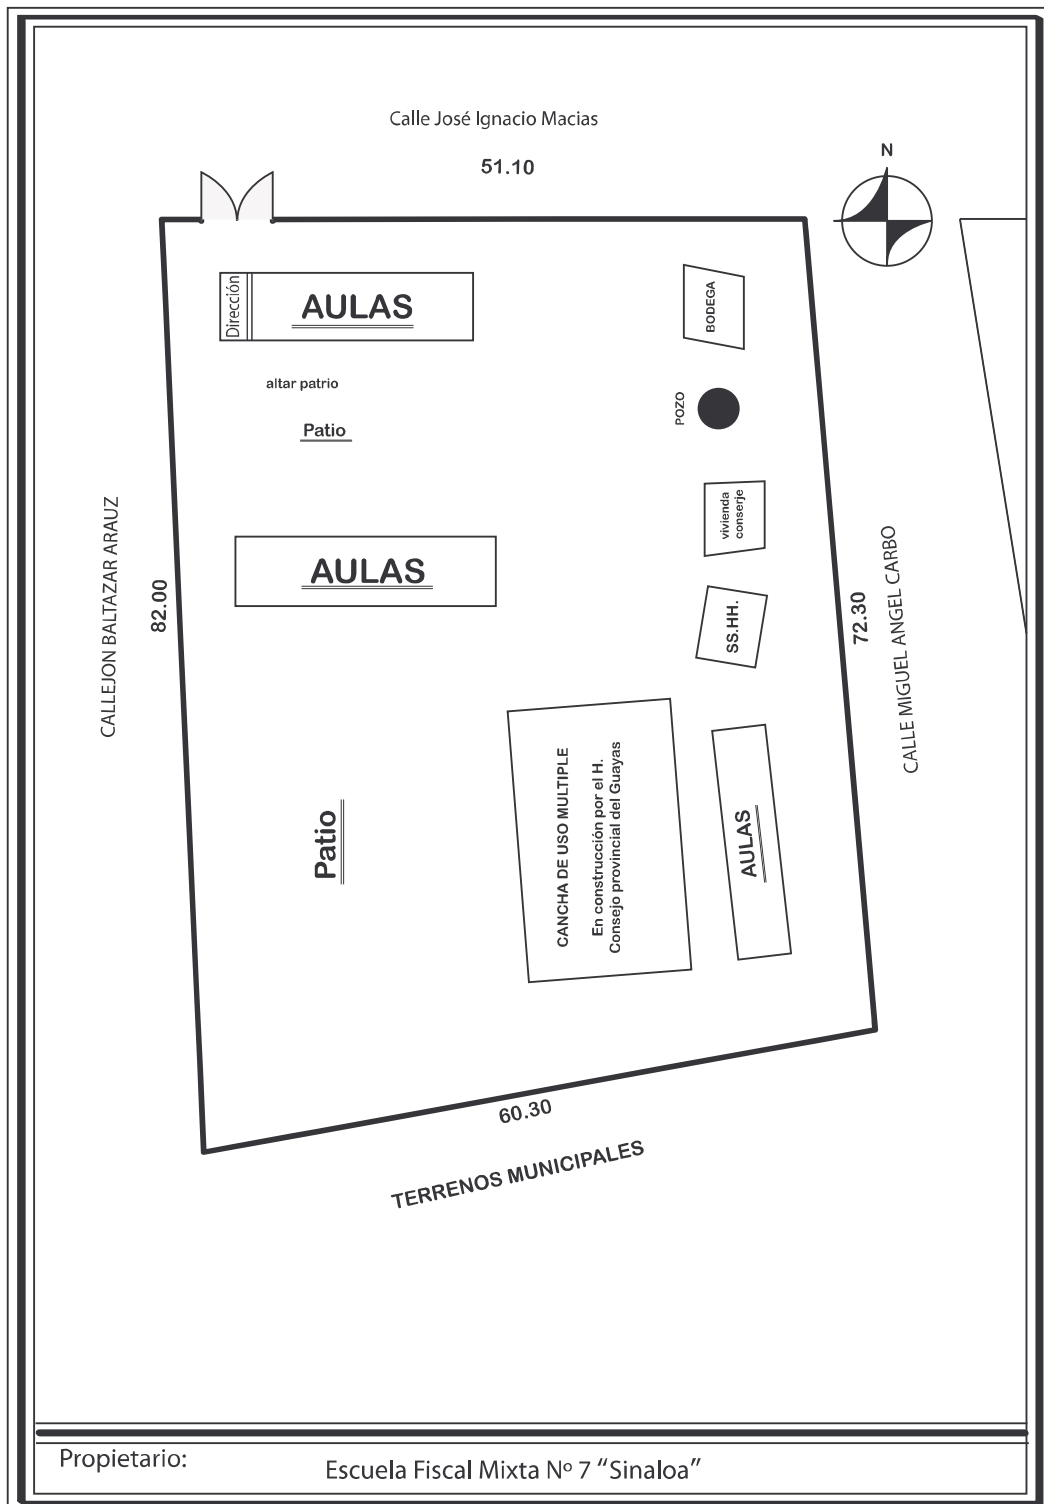 Calle José Ignacio Macias
51.10
N
Dirección
AULAS
BODEGA
altar patrio
POZO
Patio
vivienda
conserje
CALLEJON BALTAZAR ARAUZ
82.00
AULAS
SS.HH.
72.30
CALLE MIGUEL ANGEL CARBO
Patio
CANCHA DE USO MULTIPLE
En construcción por el H.
Consejo provincial del Guayas
AULAS
60.30
TERRENOS MUNICIPALES
Propietario:
Escuela Fiscal Mixta Nº 7 “Sinaloa”